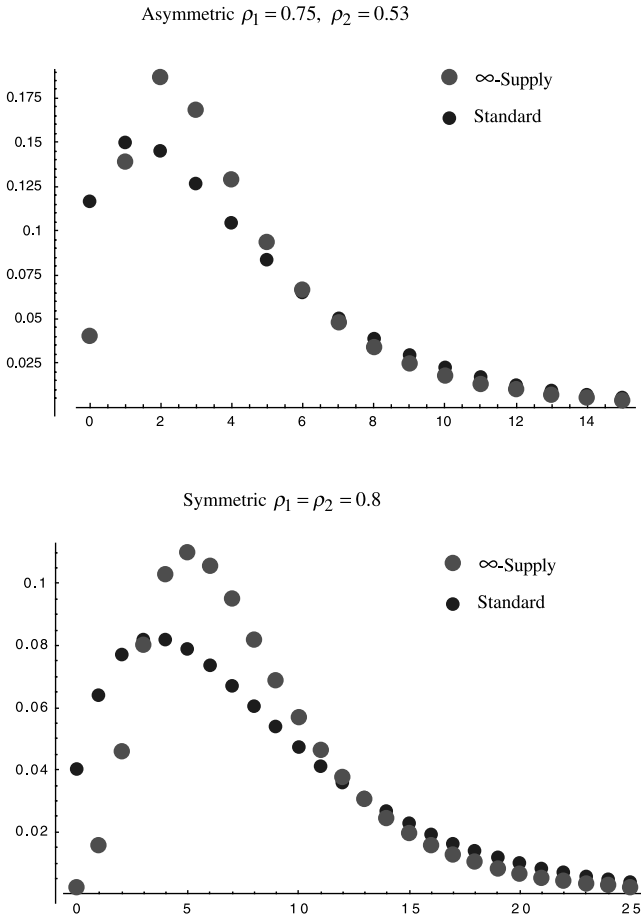 Asymmetric ρ1 = 0.75, ρ2 = 0.53
0.175
0.15
0.125
0.1
0.075
0.05
0.025
∞-Supply
Standard
0 2 4 6 8 10 12 14
Symmetric ρ1 = ρ2 = 0.8
0.1
0.08
0.06
0.04
0.02
∞-Supply
Standard
0 5 10 15 20 25